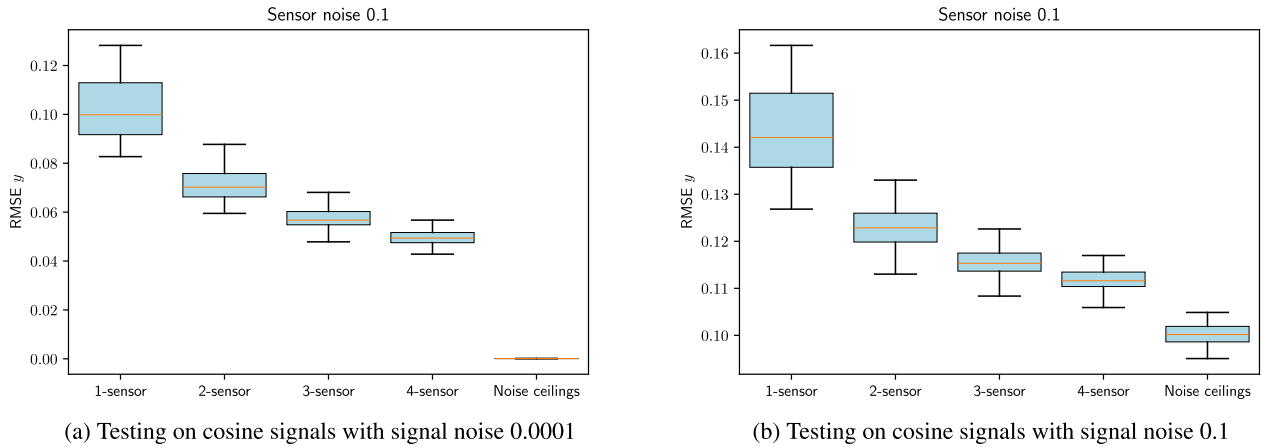 Sensor noise 0.1
RMSE y
0.12
0.10
0.08
0.06
0.04
0.02
0.00
1-sensor 2-sensor 3-sensor 4-sensor Noise ceilings
(a) Testing on cosine signals with signal noise 0.0001
Sensor noise 0.1
RMSE y
0.16
0.15
0.14
0.13
0.12
0.11
0.10
1-sensor 2-sensor 3-sensor 4-sensor Noise ceilings
(b) Testing on cosine signals with signal noise 0.1